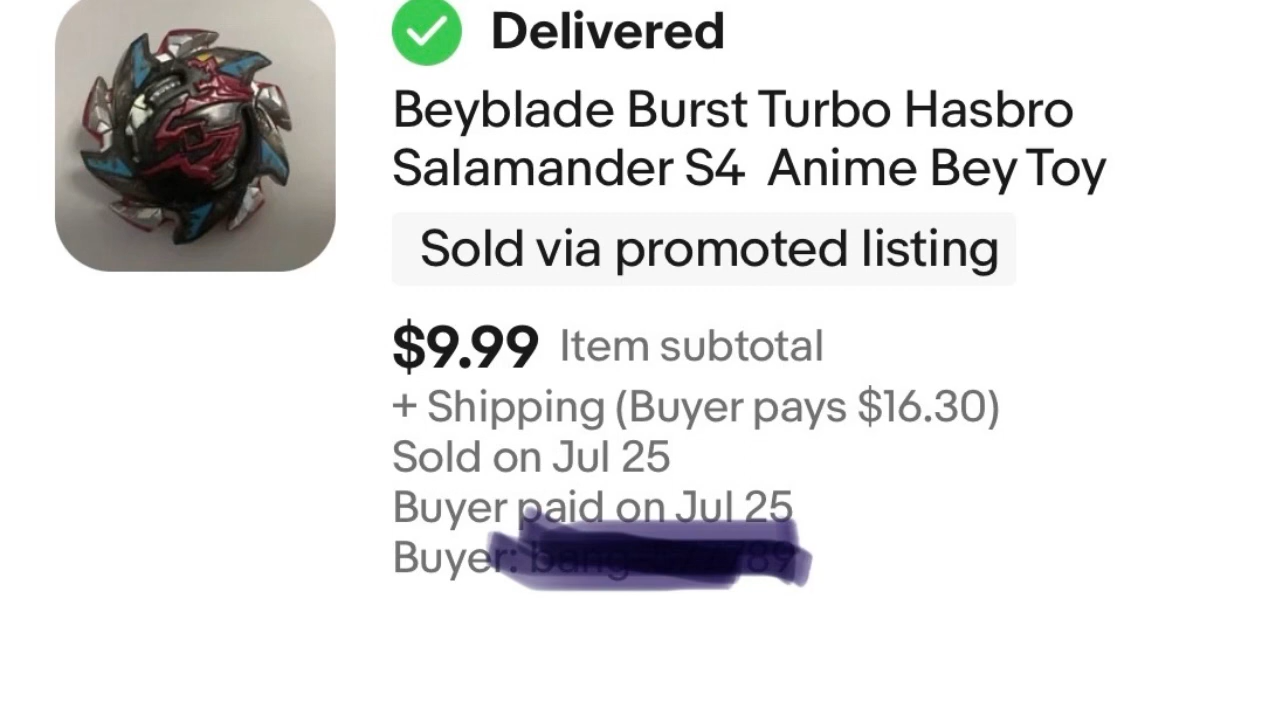 Delivered
Beyblade Burst Turbo Hasbro
Salamander S4 Anime Bey Toy
Sold via promoted listing
$9.99 Item subtotal
+ Shipping (Buyer pays $16.30)
Sold on Jul 25
Buyer paid on Jul 25
Buyer: